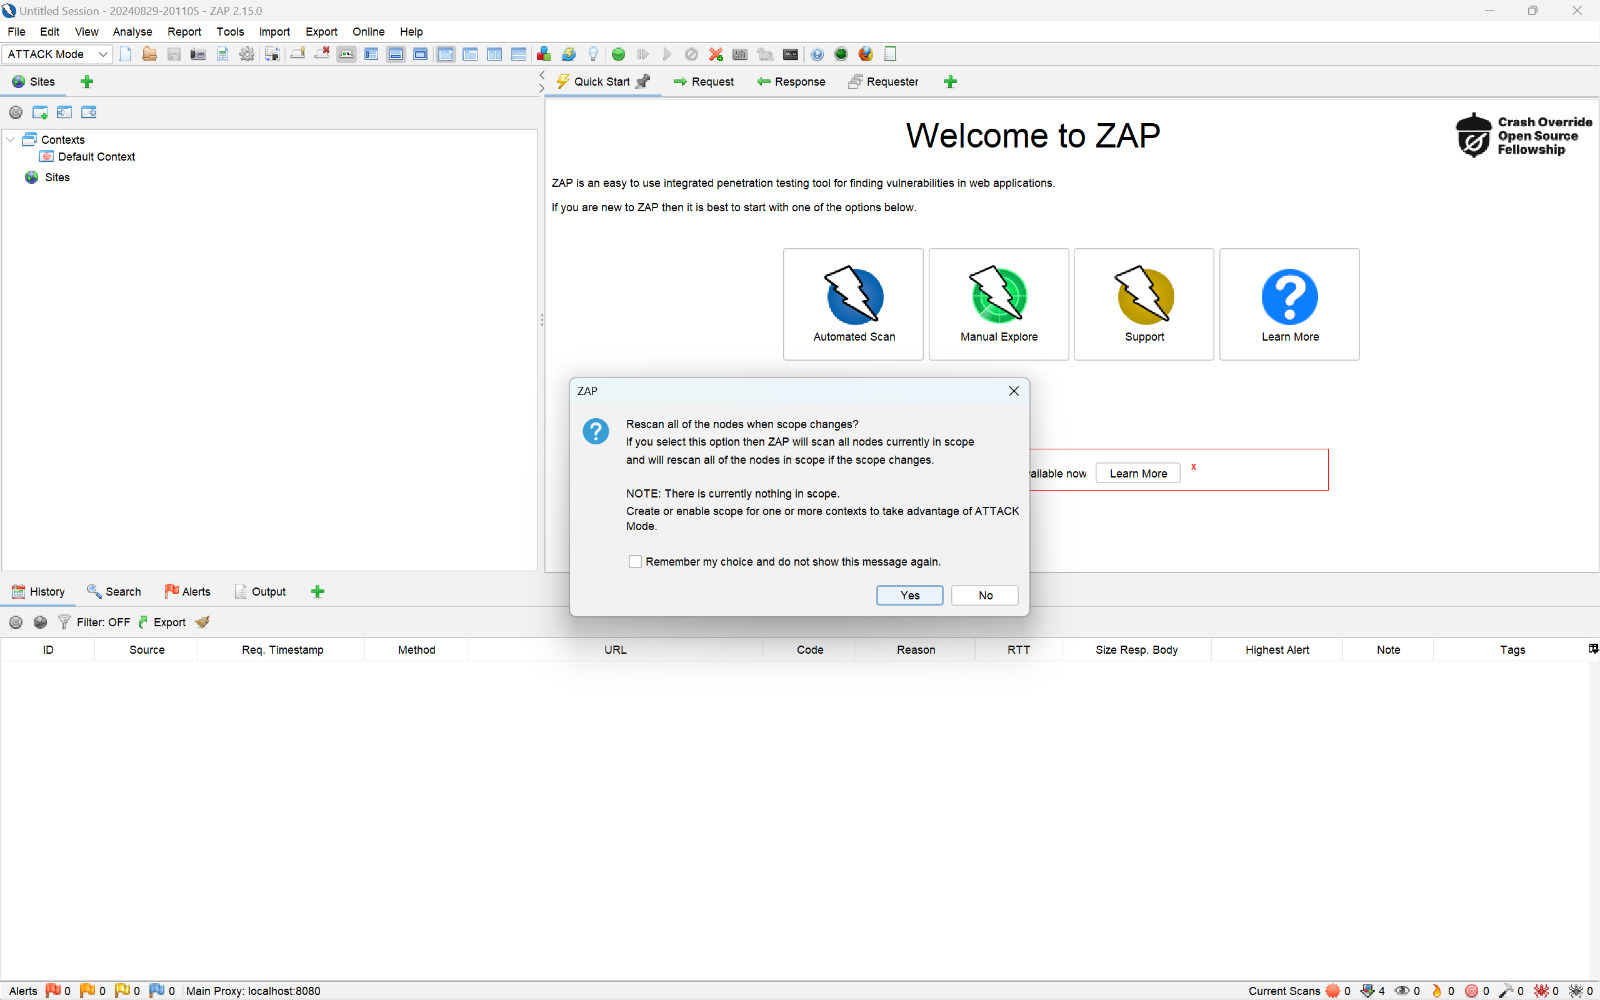 Untitled Session - 20240829-201105 - ZAP 2.15.0
File Edit View Analyse Report Tools Import Export Online Help
ATTACK Mode
Sites
Quick Start Request Response Requester
Contexts
Default Context
Sites
Welcome to ZAP
Crash Override
Open Source
Fellowship
ZAP is an easy to use integrated penetration testing tool for finding vulnerabilities in web applications.
If you are new to ZAP then it is best to start with one of the options below.
Automated Scan Manual Explore Support Learn More
ZAP
Rescan all of the nodes when scope changes?
If you select this option then ZAP will scan all nodes currently in scope
and will rescan all of the nodes in scope if the scope changes.
NOTE: There is currently nothing in scope.
Create or enable scope for one or more contexts to take advantage of ATTACK
Mode.
Remember my choice and do not show this message again.
Yes No
now Learn More x
History Search Alerts Output
Filter: OFF Export
ID Source Req. Timestamp Method URL Code Reason RTT Size Resp. Body Highest Alert Note Tags
Alerts 0 0 0 0 Main Proxy: localhost:8080 Current Scans 0 4 0 0 0 0 0 0